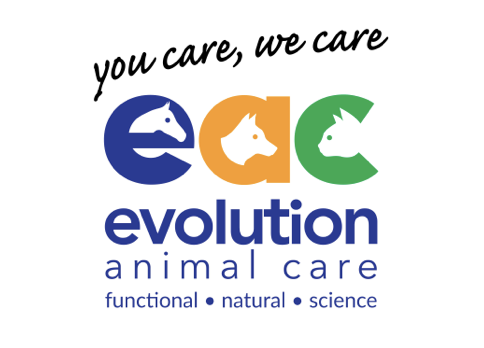 you care, we care
eac
evolution
animal care
functional • natural • science